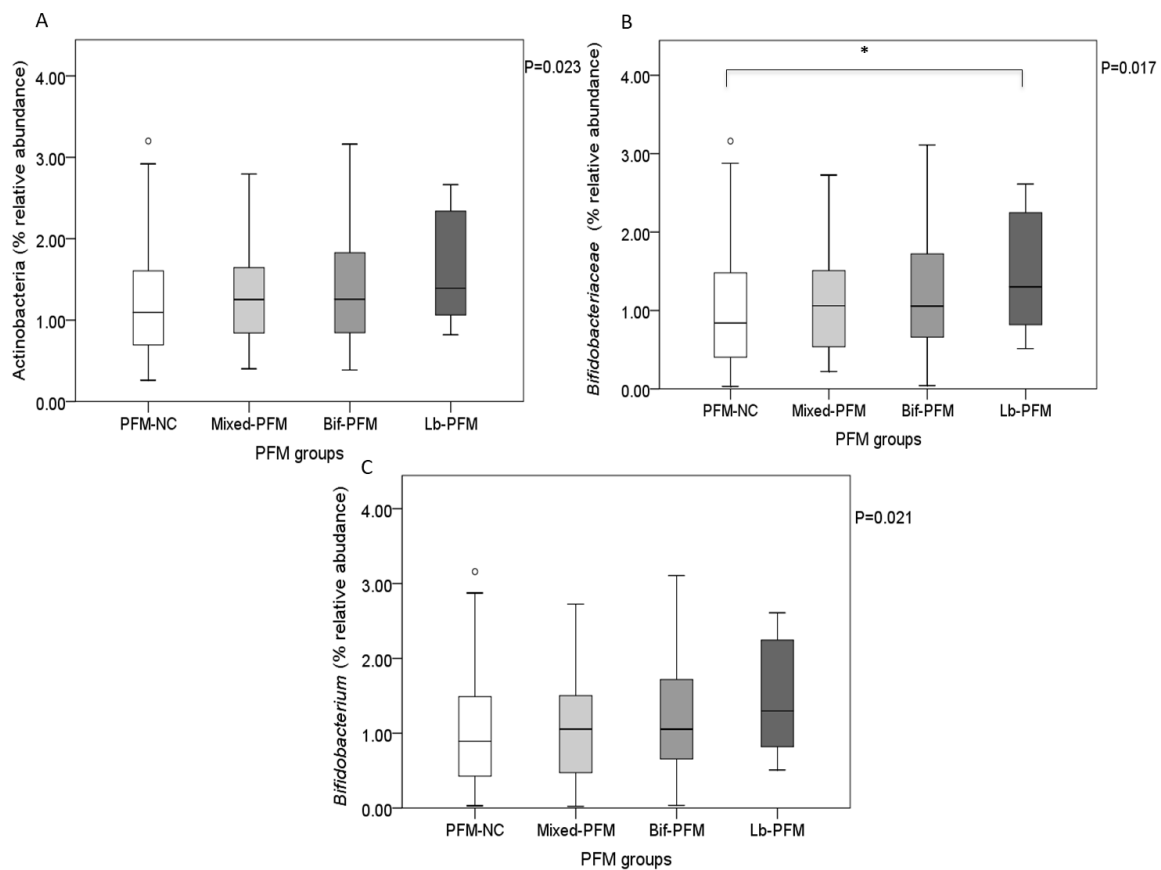 A
Actinobacteria (% relative abundance)
4.00
3.00
2.00
1.00
0.00
P=0.023
PFM-NC Mixed-PFM Bif-PFM Lb-PFM
PFM groups
B
Bifidobacteriaceae (% relative abundance)
4.00
3.00
2.00
1.00
0.00
*
P=0.017
PFM-NC Mixed-PFM Bif-PFM Lb-PFM
PFM groups
C
Bifidobacterium (% relative abudance)
4.00
3.00
2.00
1.00
0.00
P=0.021
PFM-NC Mixed-PFM Bif-PFM Lb-PFM
PFM groups